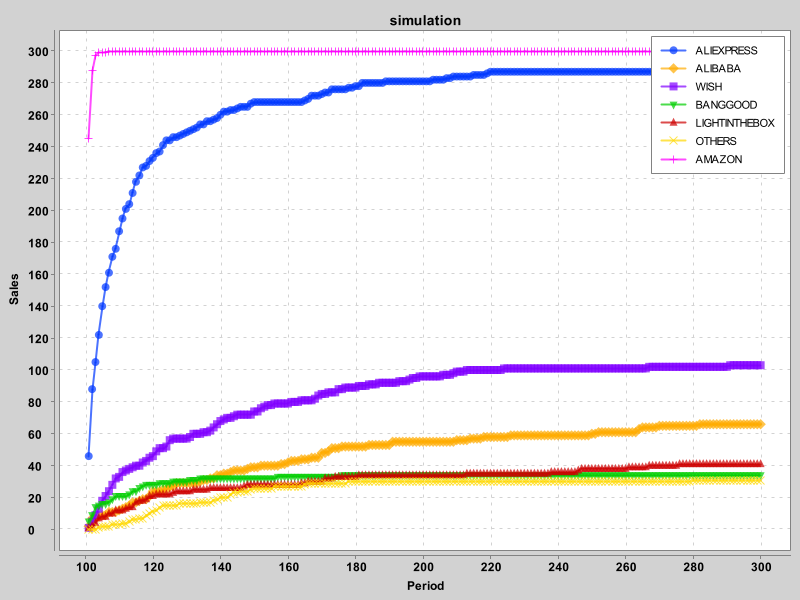 simulation
Sales
300
280
260
240
220
200
180
160
140
120
100
80
60
40
20
0
ALIEXPRESS
ALIBABA
WISH
BANGGOOD
LIGHTINTHEBOX
OTHERS
AMAZON
100 120 140 160 180 200 220 240 260 280 300
Period